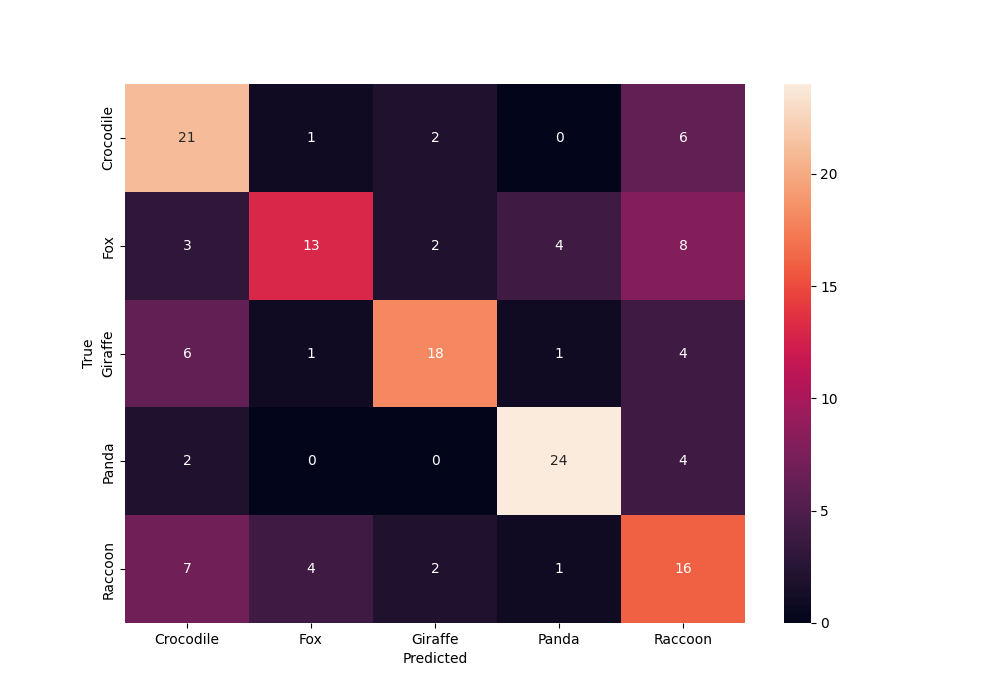 Crocodile 21 1 2 0 6
Fox 3 13 2 4 8
Giraffe 6 1 18 1 4
Panda 2 0 0 24 4
Raccoon 7 4 2 1 16
True
Crocodile Fox Giraffe Panda Raccoon
Predicted
20
15
10
5
0